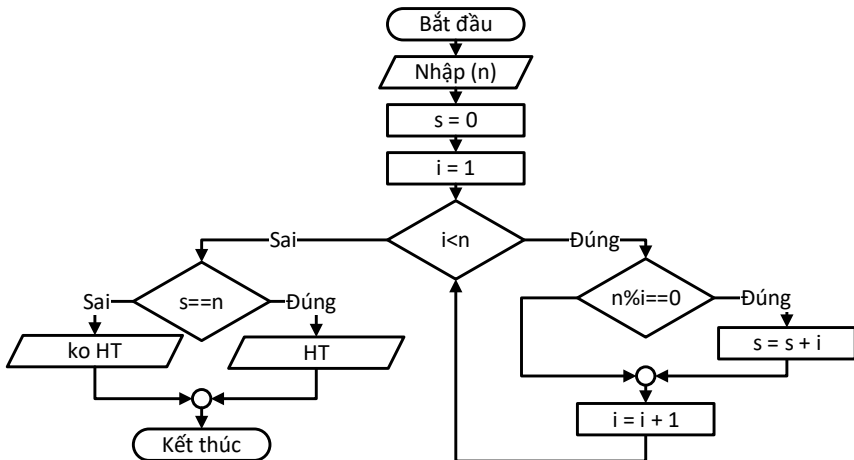 Bắt đầu
Nhập (n)
s = 0
i = 1
i<n
Sai
Đúng
s==n
Sai
Đúng
ko HT
HT
Kết thúc
n%i==0
Đúng
s = s + i
i = i + 1